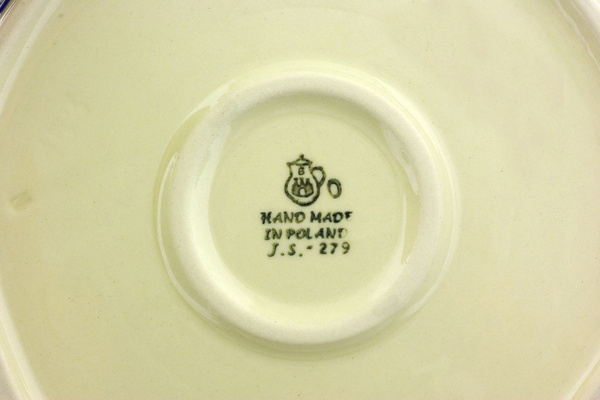 B
HAND MADE
IN POLAND
J.S.-279